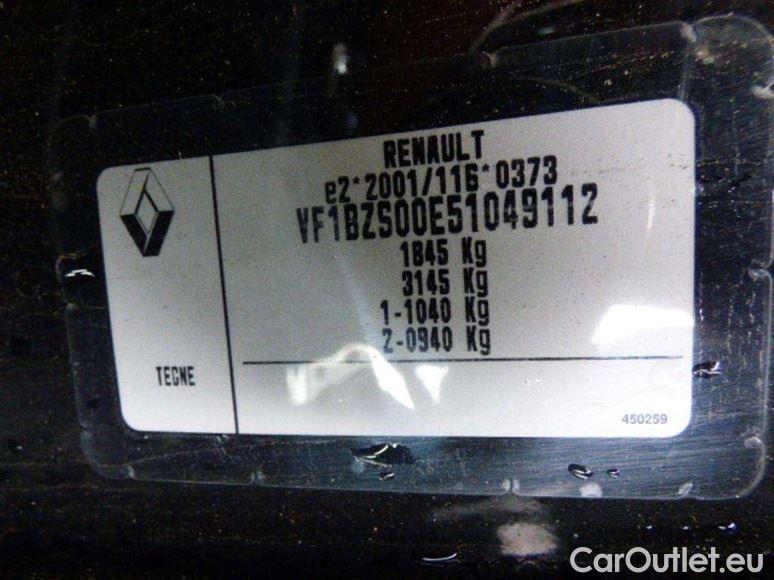 RENAULT
e2*2001/116*0373
VF1BZS00E51049112
1845 Kg
3145 Kg
1-1040 Kg
2-0940 Kg
TEGNE
450259
CarOutlet.eu